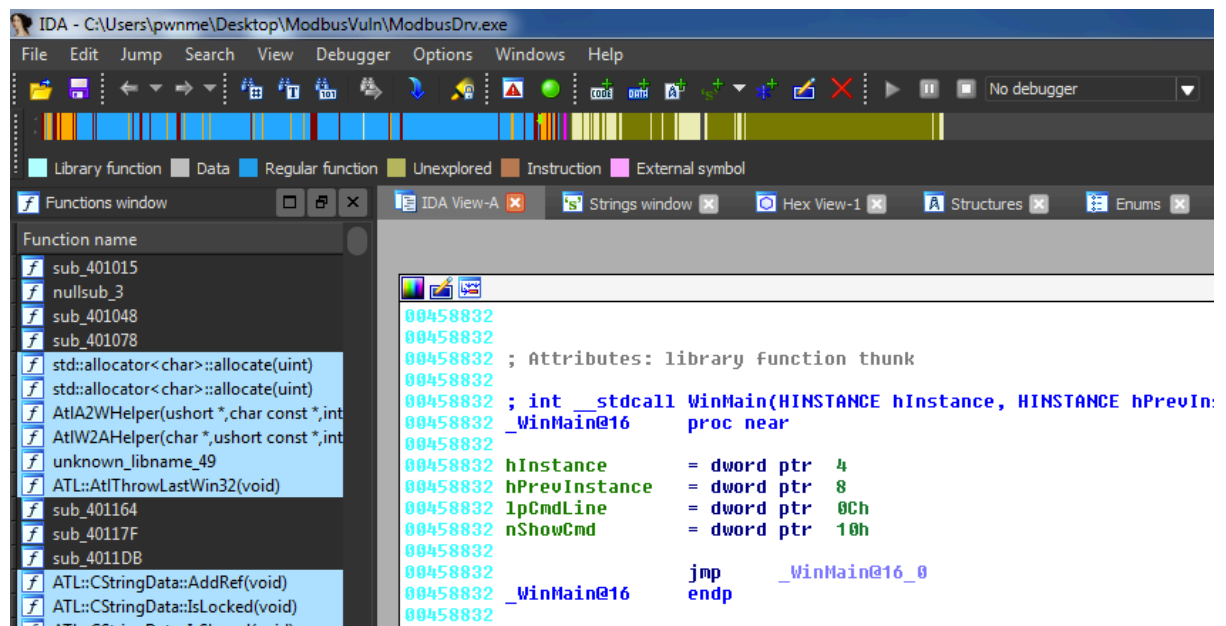 IDA - C:\Users\pwnme\Desktop\ModbusVuln\ModbusDrv.exe
File Edit Jump Search View Debugger Options Windows Help
No debugger
Library function Data Regular function Unexplored Instruction External symbol
Functions window
IDA View-A Strings window Hex View-1 Structures Enums
Function name
sub_401015
nullsub_3
sub_401048
sub_401078
std::allocator<char>::allocate(uint)
std::allocator<char>::allocate(uint)
AtlA2WHelper(ushort *,char const *,int
AtlW2AHelper(char *,ushort const *,int
unknown_libname_49
ATL::AtlThrowLastWin32(void)
sub_401164
sub_40117F
sub_4011DB
ATL::CStringData::AddRef(void)
ATL::CStringData::IsLocked(void)
00458832
00458832
00458832 ; Attributes: library function thunk
00458832
00458832 ; int __stdcall WinMain(HINSTANCE hInstance, HINSTANCE hPrevIns
00458832 _WinMain@16 proc near
00458832
00458832 hInstance = dword ptr 4
00458832 hPrevInstance = dword ptr 8
00458832 lpCmdLine = dword ptr 0Ch
00458832 nShowCmd = dword ptr 10h
00458832
00458832 jmp _WinMain@16_0
00458832 _WinMain@16 endp
00458832